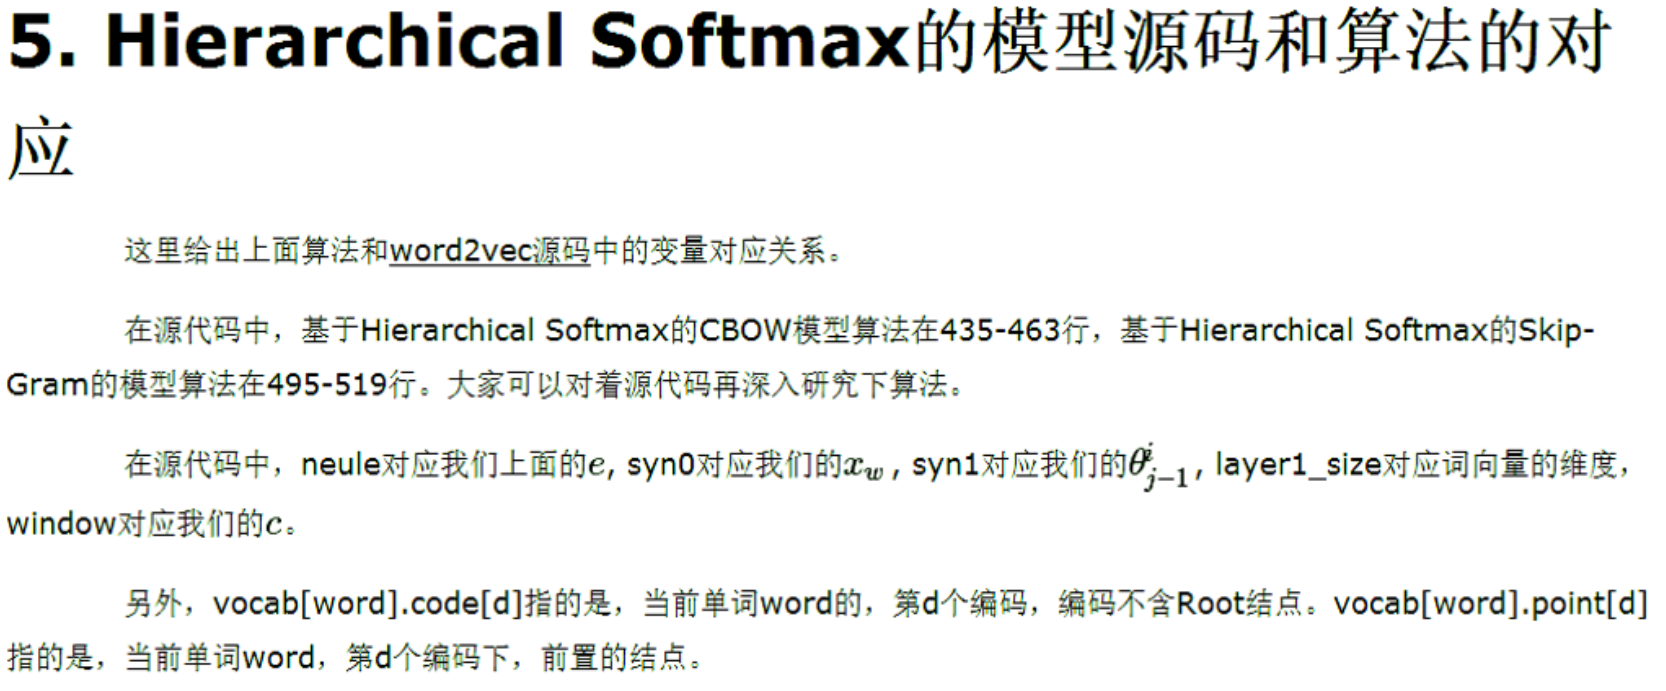 5. Hierarchical Softmax的模型源码和算法的对
应
这里给出上面算法和word2vec源码中的变量对应关系。
在源代码中，基于Hierarchical Softmax的CBOW模型算法在435-463行，基于Hierarchical Softmax的Skip-
Gram的模型算法在495-519行。大家可以对着源代码再深入研究下算法。
在源代码中，neule对应我们上面的e, syn0对应我们的x_w, syn1对应我们的θ^i_{j−1}, layer1_size对应词向量的维度，
window对应我们的c。
另外，vocab[word].code[d]指的是，当前单词word的，第d个编码，编码不含Root结点。vocab[word].point[d]
指的是，当前单词word，第d个编码下，前置的结点。